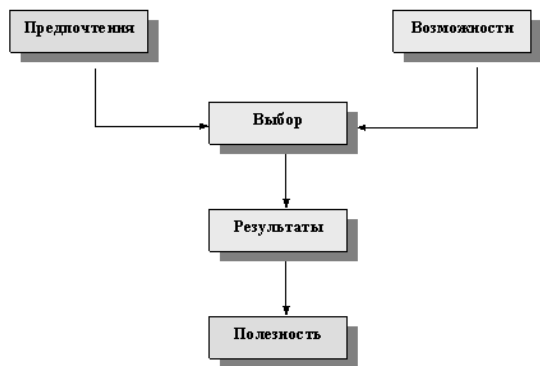 Предпочтения
Возможности
Выбор
Результаты
Полезность